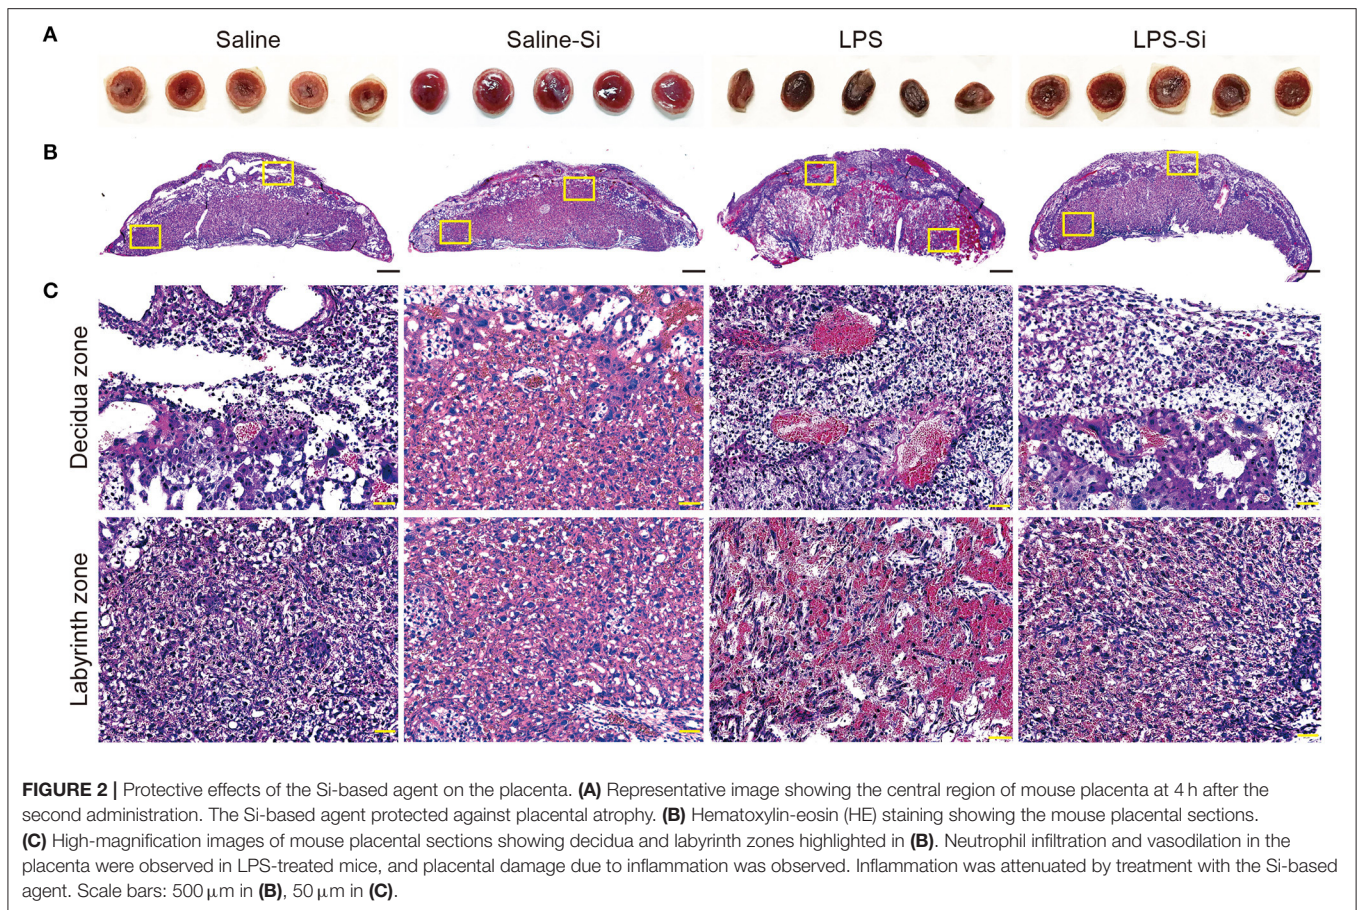 A
Saline
Saline-Si
LPS
LPS-Si
B
C
Decidua zone
Labyrinth zone
FIGURE 2 | Protective effects of the Si-based agent on the placenta. (A) Representative image showing the central region of mouse placenta at 4 h after the
second administration. The Si-based agent protected against placental atrophy. (B) Hematoxylin-eosin (HE) staining showing the mouse placental sections.
(C) High-magnification images of mouse placental sections showing decidua and labyrinth zones highlighted in (B). Neutrophil infiltration and vasodilation in the
placenta were observed in LPS-treated mice, and placental damage due to inflammation was observed. Inflammation was attenuated by treatment with the Si-based
agent. Scale bars: 500 μm in (B), 50 μm in (C).